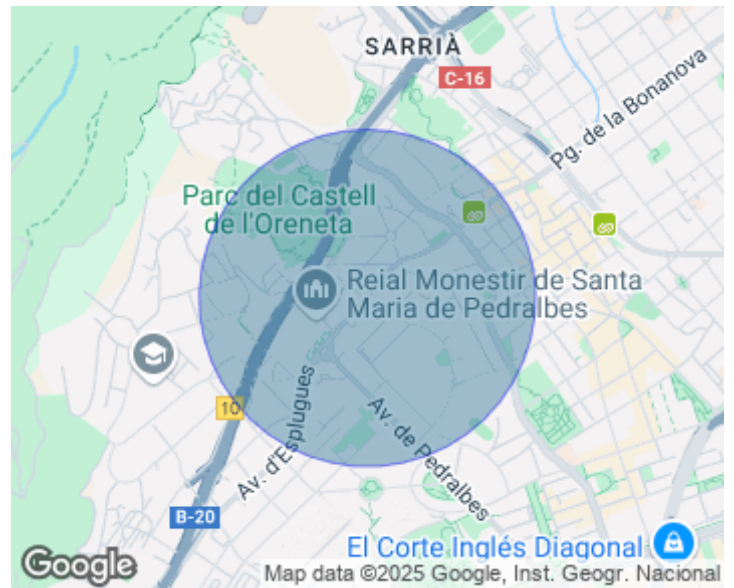 SARRIÀ
C-16
Pg. de la Bonanova
Parc del Castell
de l'Oreneta
Reial Monestir de Santa
Maria de Pedralbes
10
Av. d'Esplugues
Av. de Pedralbes
B-20
El Corte Inglés Diagonal
Google
Map data ©2025 Google, Inst. Geogr. Nacional